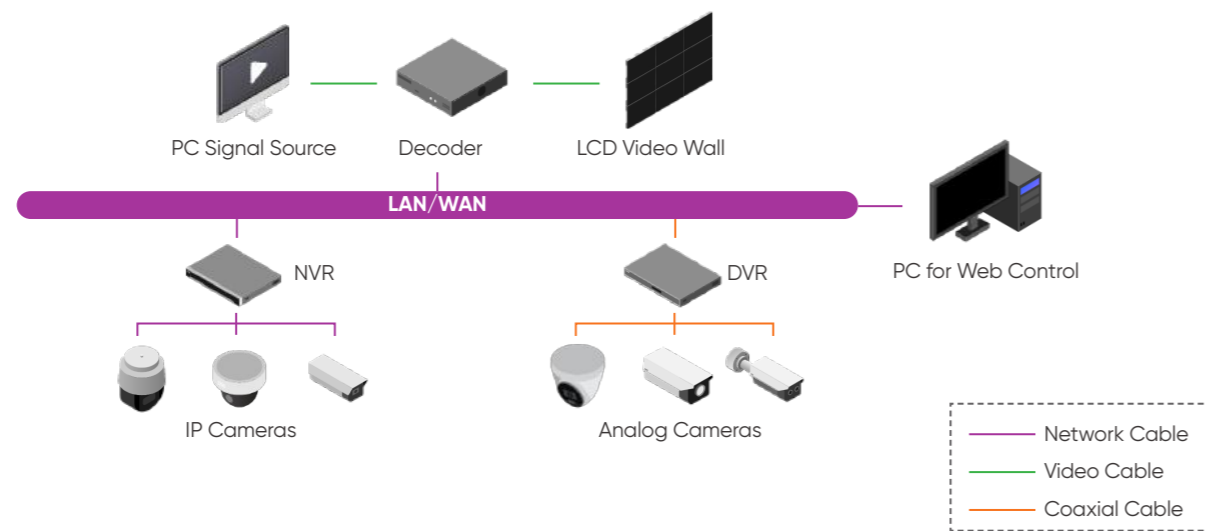 PC Signal Source
Decoder
LCD Video Wall
LAN/WAN
PC for Web Control
NVR
DVR
IP Cameras
Analog Cameras
Network Cable
Video Cable
Coaxial Cable